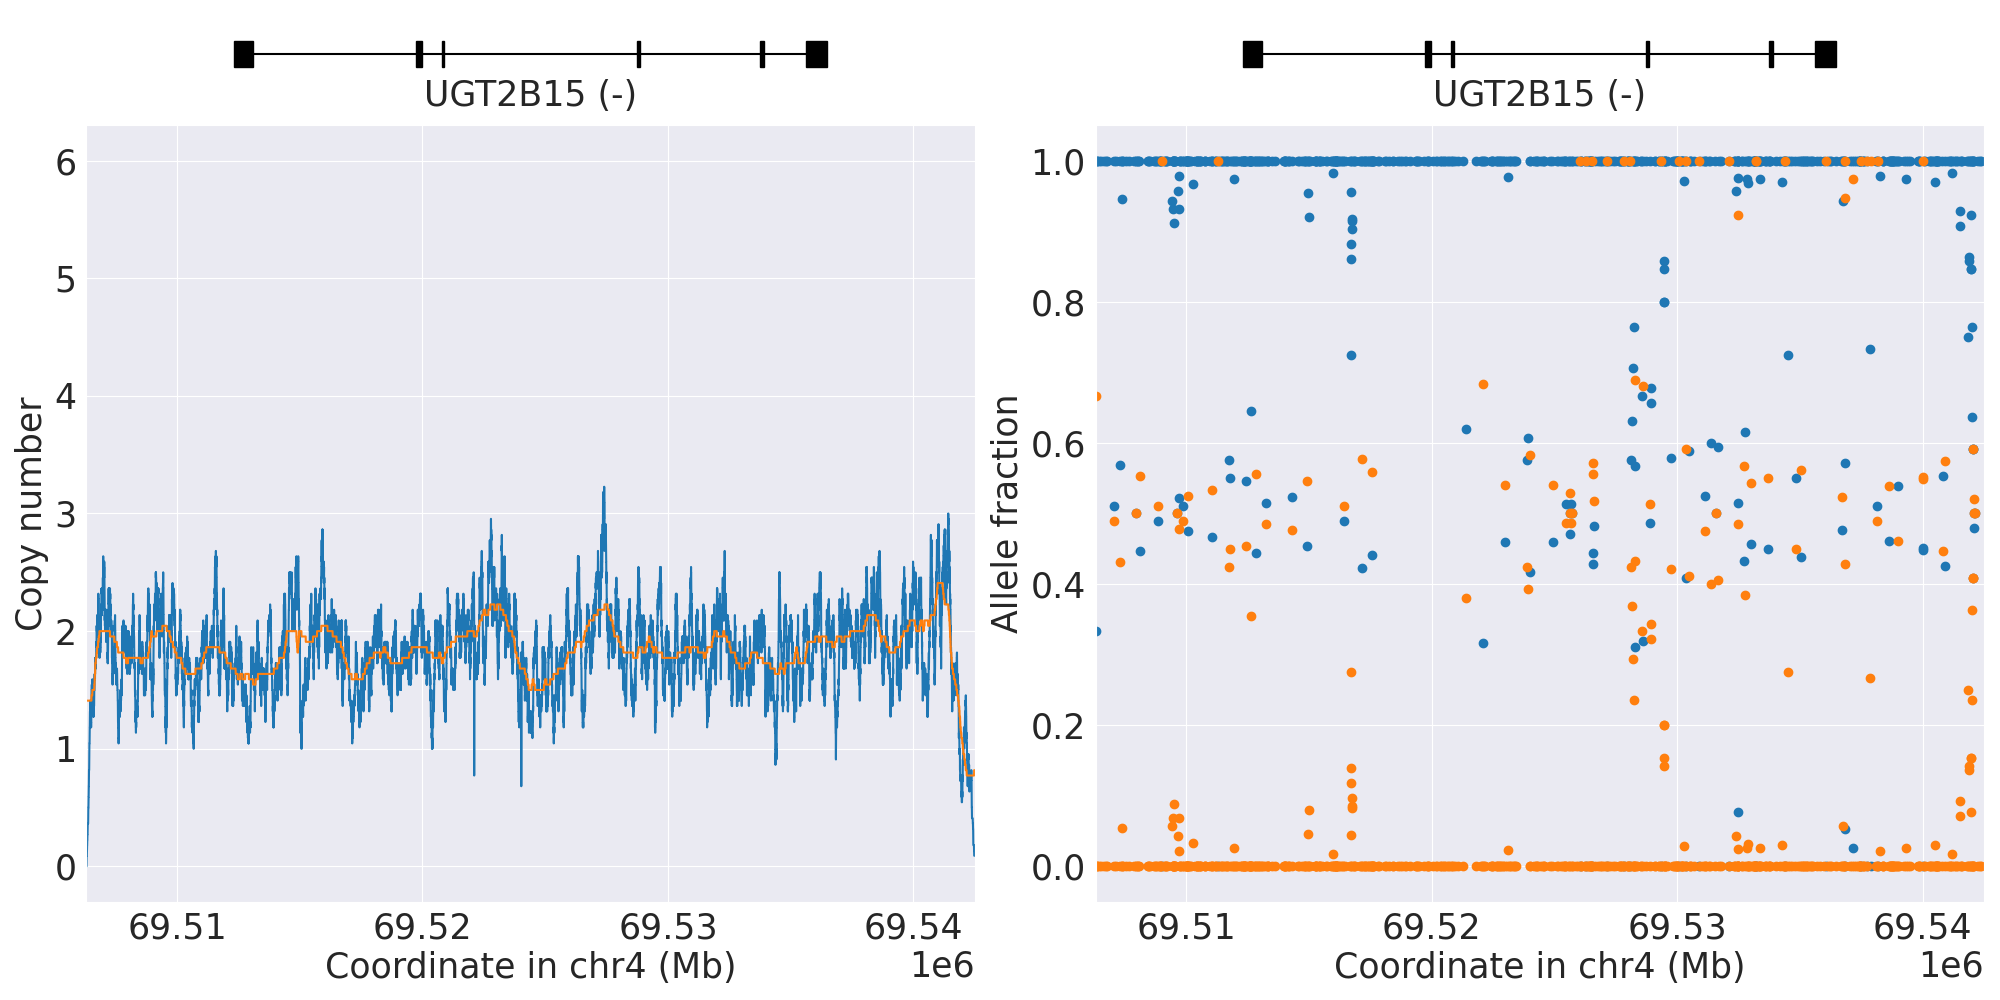 UGT2B15 (-)
6
5
4
3
2
1
0
Copy number
69.51 69.52 69.53 69.54
Coordinate in chr4 (Mb)
1e6
UGT2B15 (-)
1.0
0.8
0.6
0.4
0.2
0.0
Allele fraction
69.51 69.52 69.53 69.54
Coordinate in chr4 (Mb)
1e6